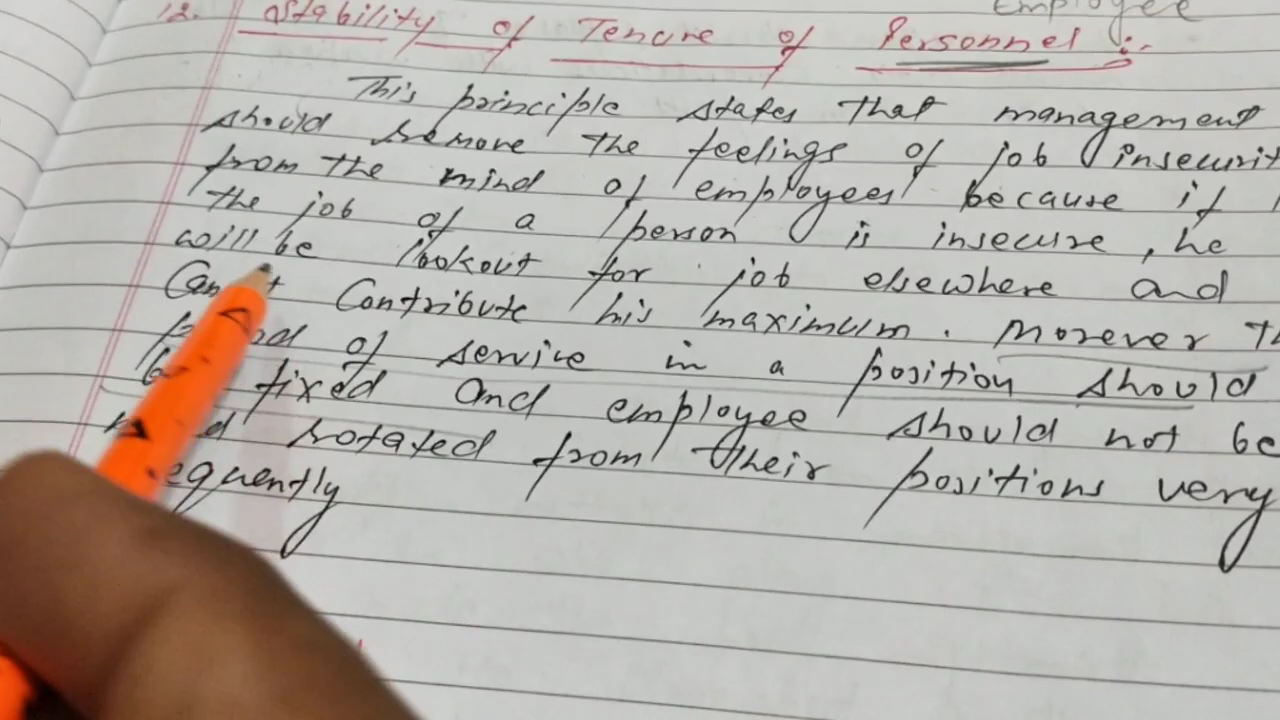 Employee
12. Stability of Tenure of Personnel :-
This principle states that management
should remove the feelings of job insecurit
from the mind of employees because if
the job of a person is insecure, he
will be lookout for job elsewhere and
Contribute his maximum. Morever
of service in a position should
fixed and employee should not be
rotated from their positions very
equently